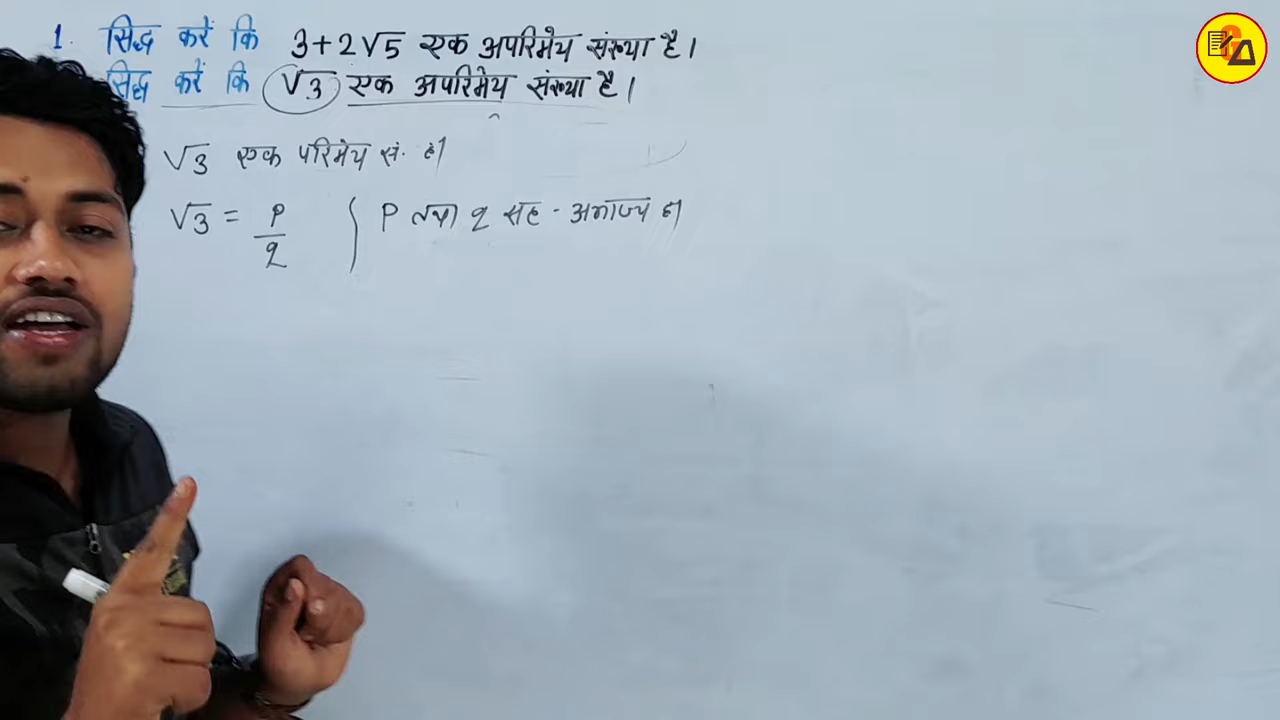 1. सिद्ध करें कि 3+2√5 एक अपरिमेय संख्या है।
सिद्ध करें कि √3 एक अपरिमेय संख्या है।
√3 एक परिमेय सं. है।
√3 = p/q { P तथा q सह-अभाज्य है।